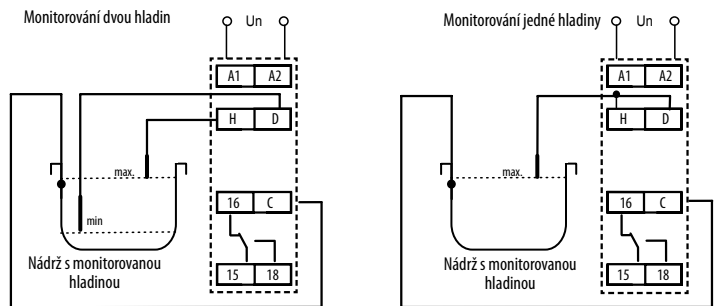 Monitorování dvou hladin
Un
A1 A2
H D
max.
min
16 C
15 18
Nádrž s monitorovanou
hladinou
Monitorování jedné hladiny
Un
A1 A2
H D
max.
16 C
15 18
Nádrž s monitorovanou
hladinou